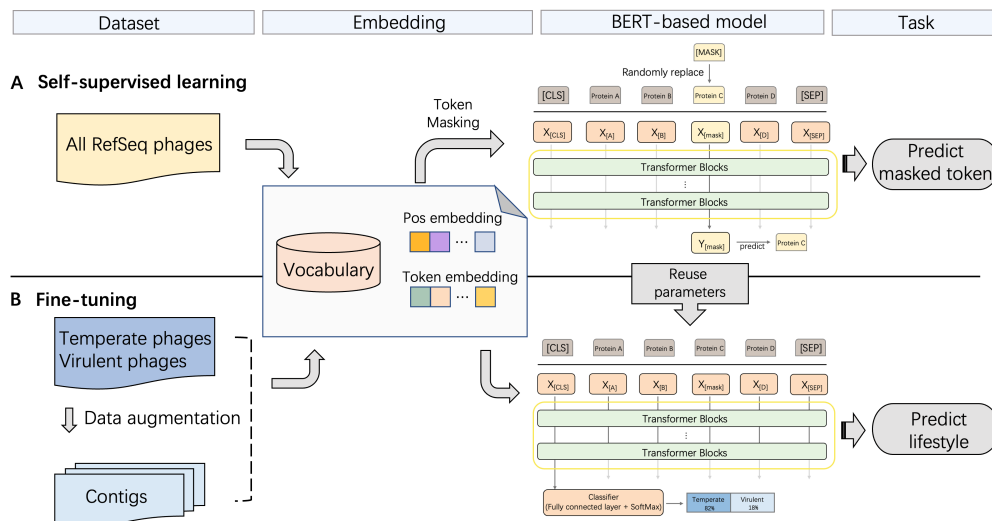 Dataset
Embedding
BERT-based model
Task
A Self-supervised learning
All RefSeq phages
Token
Masking
[MASK]
Randomly replace
[CLS] Protein A Protein B Protein C Protein D [SEP]
X[CLS] X[A] X[B] X[mask] X[D] X[SEP]
Transformer Blocks
⋮
Transformer Blocks
Y[mask] predict Protein C
Predict
masked token
Pos embedding
...
Vocabulary
Token embedding
...
Reuse
parameters
B Fine-tuning
Temperate phages
Virulent phages
Data augmentation
Contigs
[CLS] Protein A Protein B Protein C Protein D [SEP]
X[CLS] X[A] X[B] X[mask] X[D] X[SEP]
Transformer Blocks
⋮
Transformer Blocks
Classifier
(Fully connected layer + SoftMax)
Temperate
82%
Virulent
18%
Predict
lifestyle